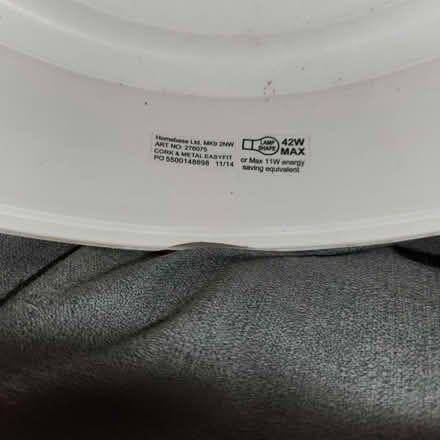 Homebase Ltd. MK9 2NW
ART NO: 276075
CORK & METAL EASYFIT
PO 5500148898 11/14
LAMP SHAPE
42W MAX
or Max 11W energy
saving equivalent